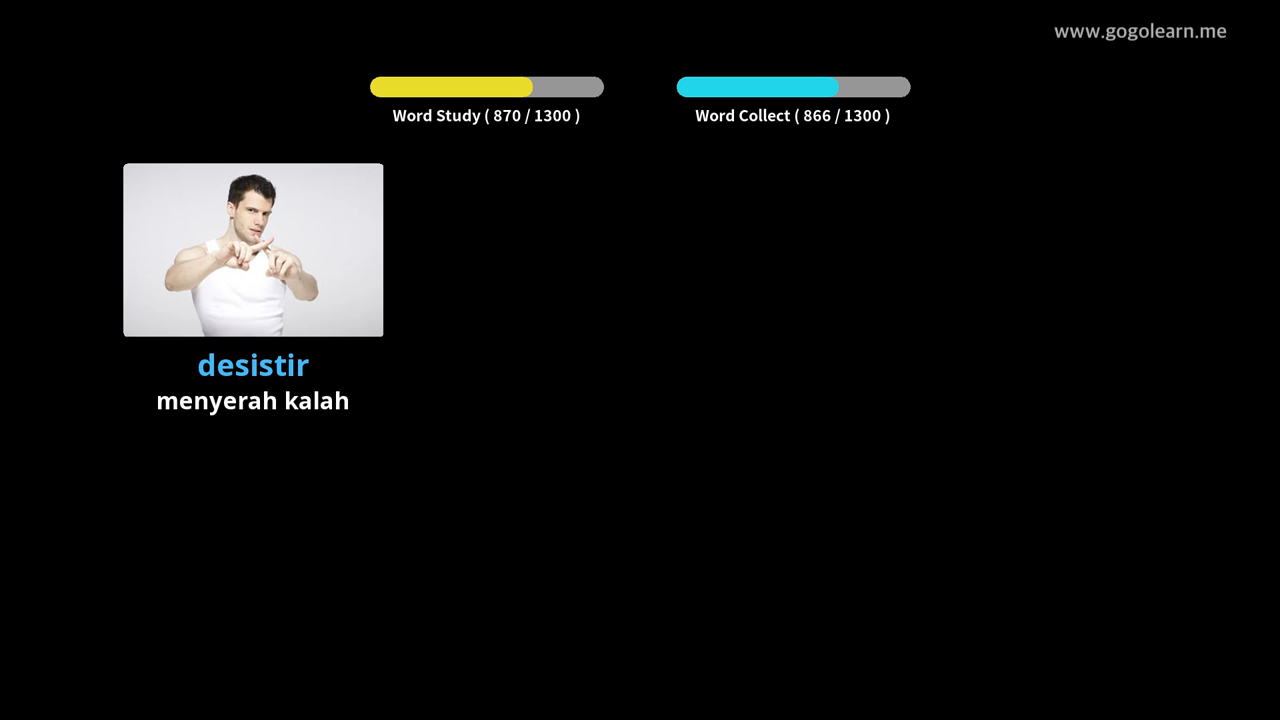 www.gogolearn.me
Word Study ( 870 / 1300 )
Word Collect ( 866 / 1300 )
desistir
menyerah kalah